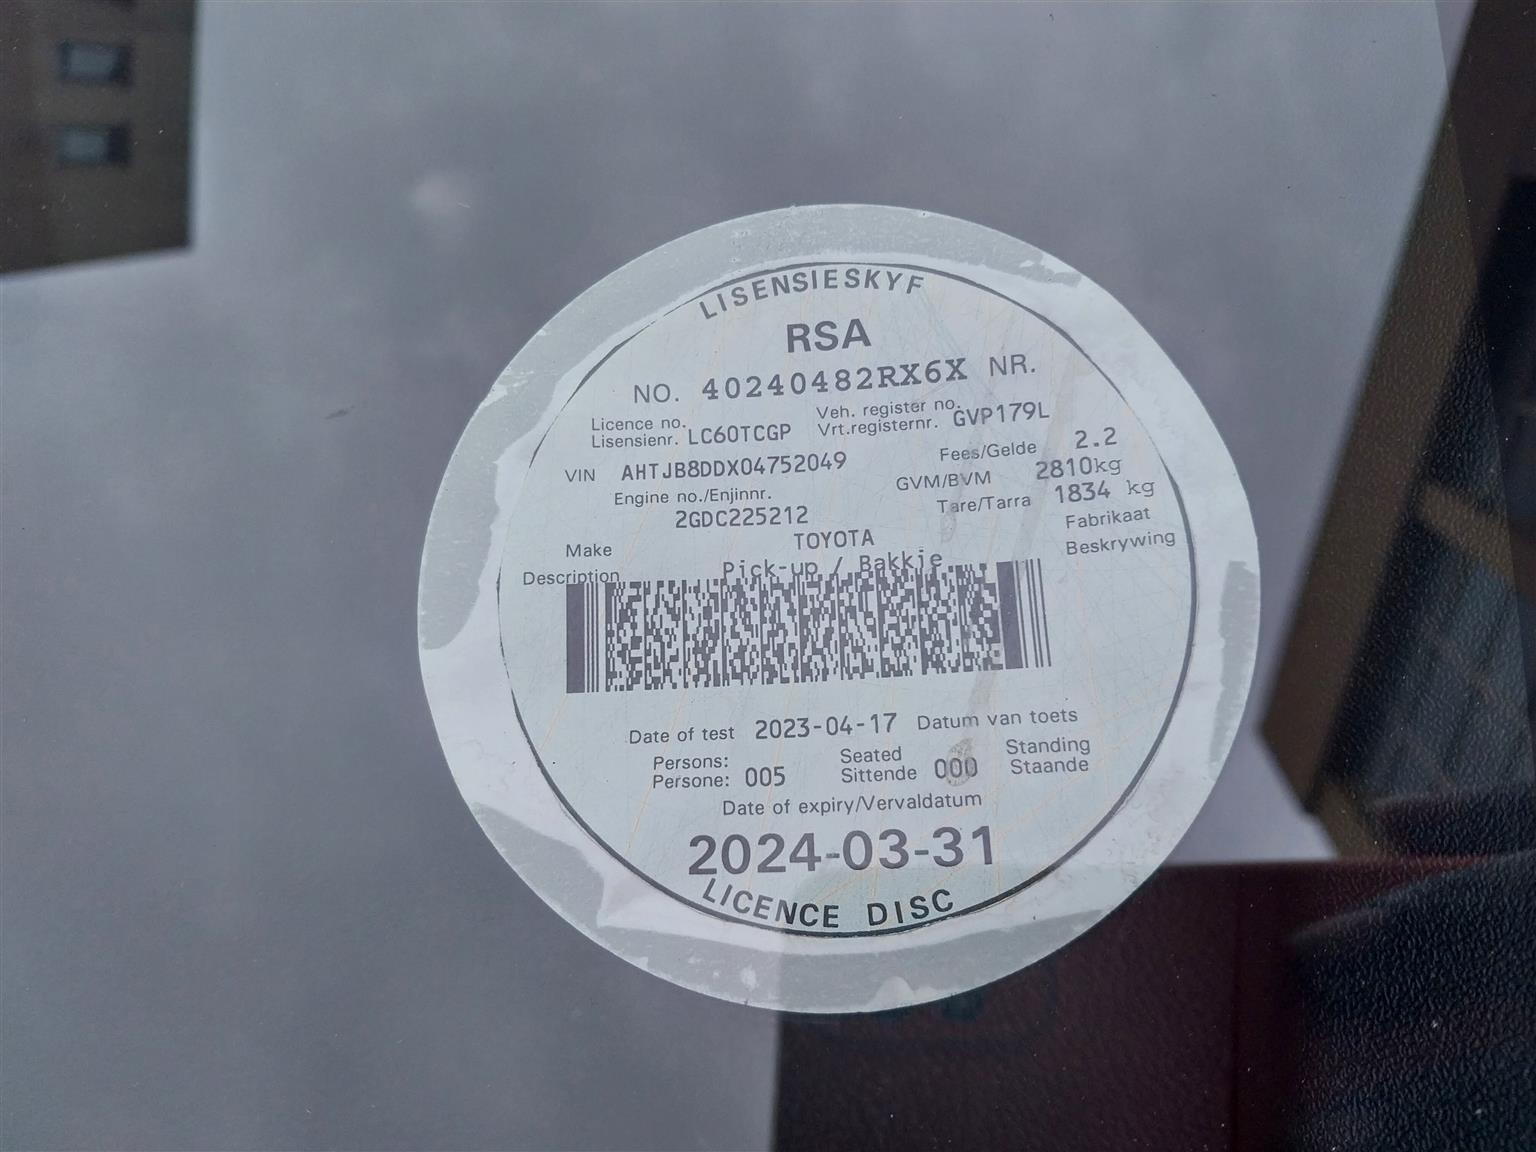 LISENSIESKYF
RSA
NO. 40240482RX6X NR.
Licence no. Veh. register no.
Lisensienr. LC60TCGP Vrt.registernr. GVP179L
VIN AHTJB8DDX04752049 Fees/Gelde 2.2
Engine no./Enjinnr. GVM/BVM 2810kg
2GDC225212 Tare/Tarra 1834 kg
Make TOYOTA Fabrikaat
Description Pick-up / Bakkie Beskrywing
Date of test 2023-04-17 Datum van toets
Persons: Seated Standing
Persone: 005 Sittende 000 Staande
Date of expiry/Vervaldatum
2024-03-31
LICENCE DISC